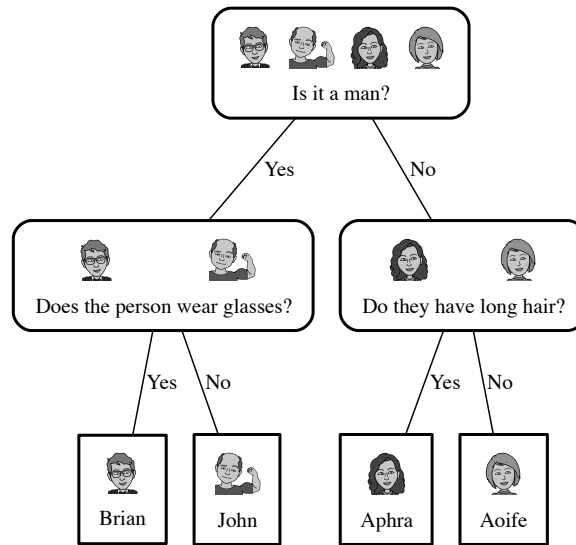 Is it a man?
Yes
No
Does the person wear glasses?
Do they have long hair?
Yes
No
Yes
No
Brian
John
Aphra
Aoife